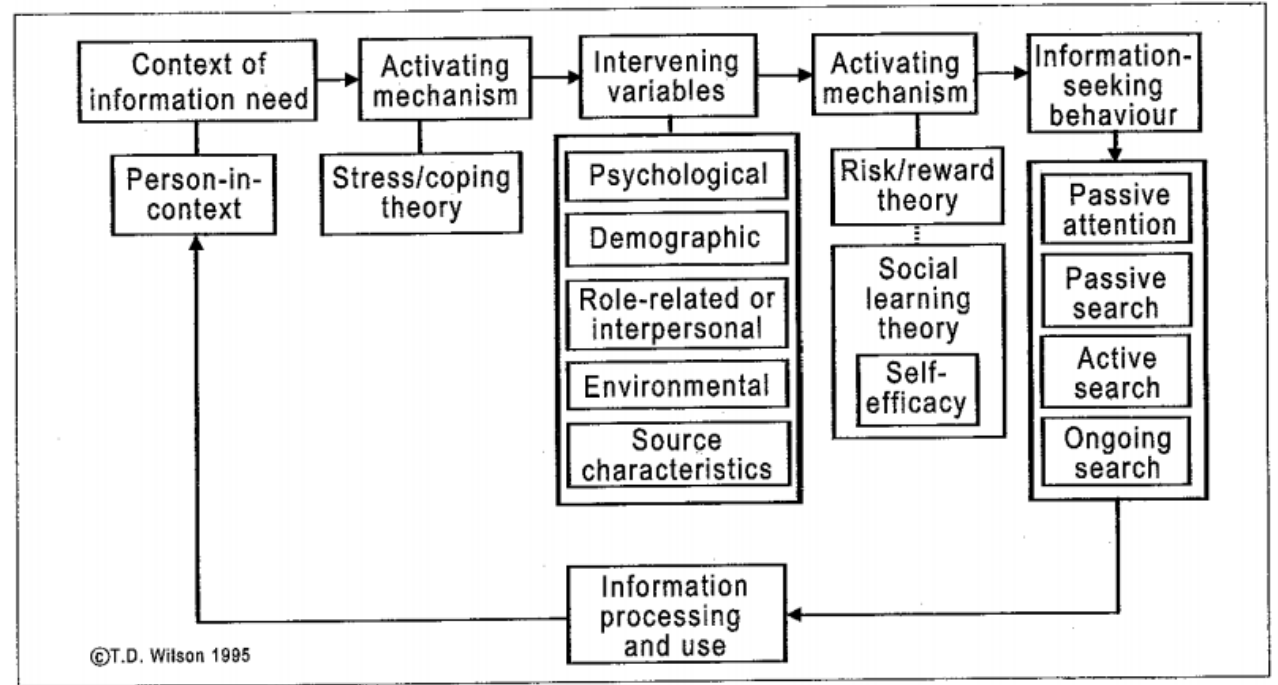 Context of
information need
Activating
mechanism
Intervening
variables
Activating
mechanism
Information-
seeking
behaviour
Person-in-
context
Stress/coping
theory
Psychological
Demographic
Role-related or
interpersonal
Environmental
Source
characteristics
Risk/reward
theory
Social
learning
theory
Self-
efficacy
Passive
attention
Passive
search
Active
search
Ongoing
search
Information
processing
and use
©T.D. Wilson 1995